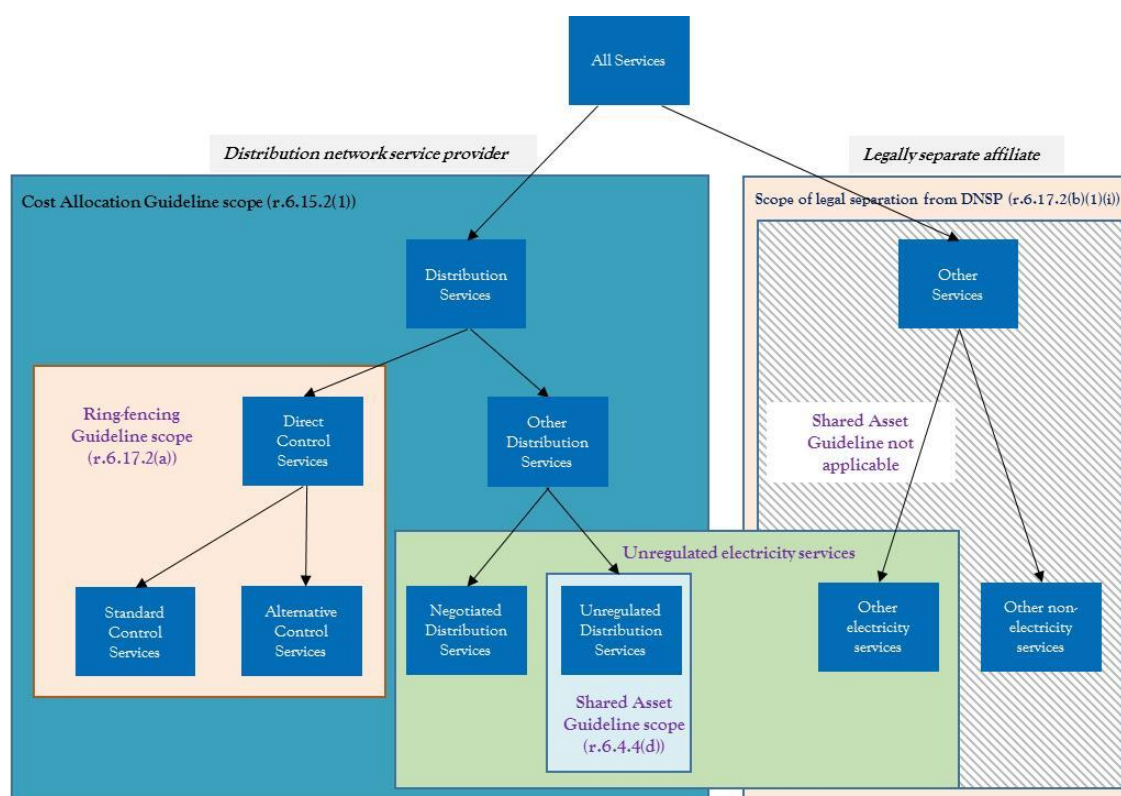 All Services
Distribution network service provider
Legally separate affiliate
Cost Allocation Guideline scope (r.6.15.2(1))
Scope of legal separation from DNSP (r.6.17.2(b)(1)(i))
Distribution
Services
Other
Services
Ring-fencing
Guideline scope
(r.6.17.2(a))
Direct
Control
Services
Other
Distribution
Services
Shared Asset
Guideline not
applicable
Unregulated electricity services
Standard
Control
Services
Alternative
Control
Services
Negotiated
Distribution
Services
Unregulated
Distribution
Services
Other
electricity
services
Other non-
electricity
services
Shared Asset
Guideline scope
(r.6.4.4(d))